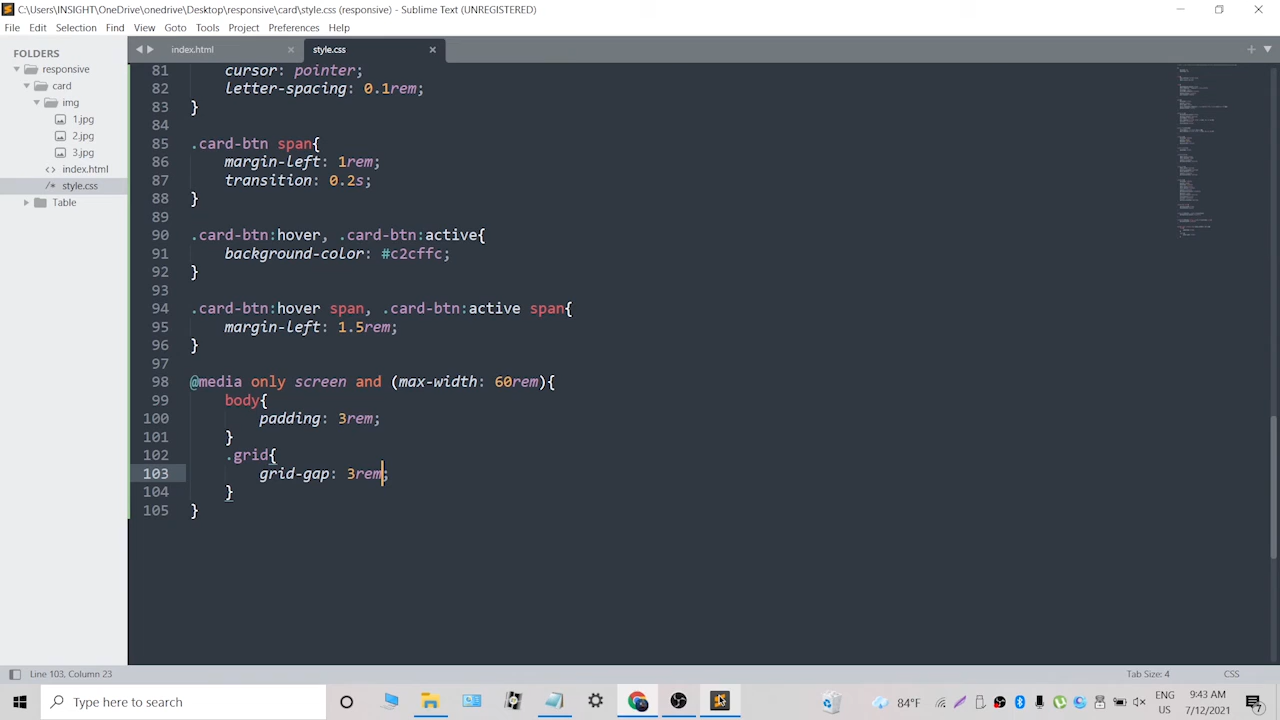 C:\Users\INSIGHT\OneDrive\onedrive\Desktop\responsive\card\style.css (responsive) - Sublime Text (UNREGISTERED)
File Edit Selection Find View Goto Tools Project Preferences Help
FOLDERS
responsive
card
img
1.jpg
2.jpg
3.jpg
index.html
style.css
Table
index.html style.css
81 cursor: pointer;
82 letter-spacing: 0.1rem;
83 }
84
85 .card-btn span{
86 margin-left: 1rem;
87 transition: 0.2s;
88 }
89
90 .card-btn:hover, .card-btn:active{
91 background-color: #c2cffc;
92 }
93
94 .card-btn:hover span, .card-btn:active span{
95 margin-left: 1.5rem;
96 }
97
98 @media only screen and (max-width: 60rem){
99 body{
100 padding: 3rem;
101 }
102 .grid{
103 grid-gap: 3rem;
104 }
105 }
Line 103, Column 23 Tab Size: 4 CSS
Type here to search 84°F ENG US 9:43 AM 7/12/2021 7